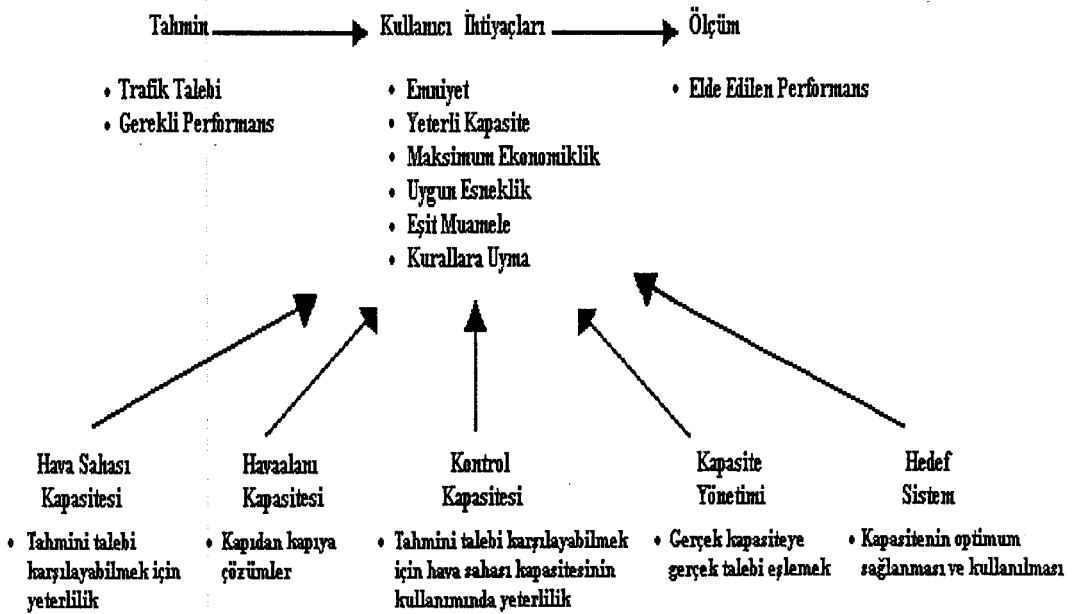 Tahmin Kullanıcı İhtiyaçları Ölçüm
• Trafik Talebi
• Gerekli Performans
• Emniyet
• Yeterli Kapasite
• Maksimum Ekonomiklik
• Uygun Esneklik
• Eşit Muamele
• Kurallara Uyma
• Elde Edilen Performans
Hava Sahası
Kapasitesi
• Tahmini talebi
karşılayabilmek için
yeterlilik
Havaalanı
Kapasitesi
• Kapıdan kapıya
çözümler
Kontrol
Kapasitesi
• Tahmini talebi karşılayabilmek
için hava sahası kapasitesinin
kullanımında yeterlilik
Kapasite
Yönetimi
• Gerçek kapasiteye
gerçek talebi eşlemek
Hedef
Sistem
• Kapasitenin optimum
sağlanması ve kullanılması